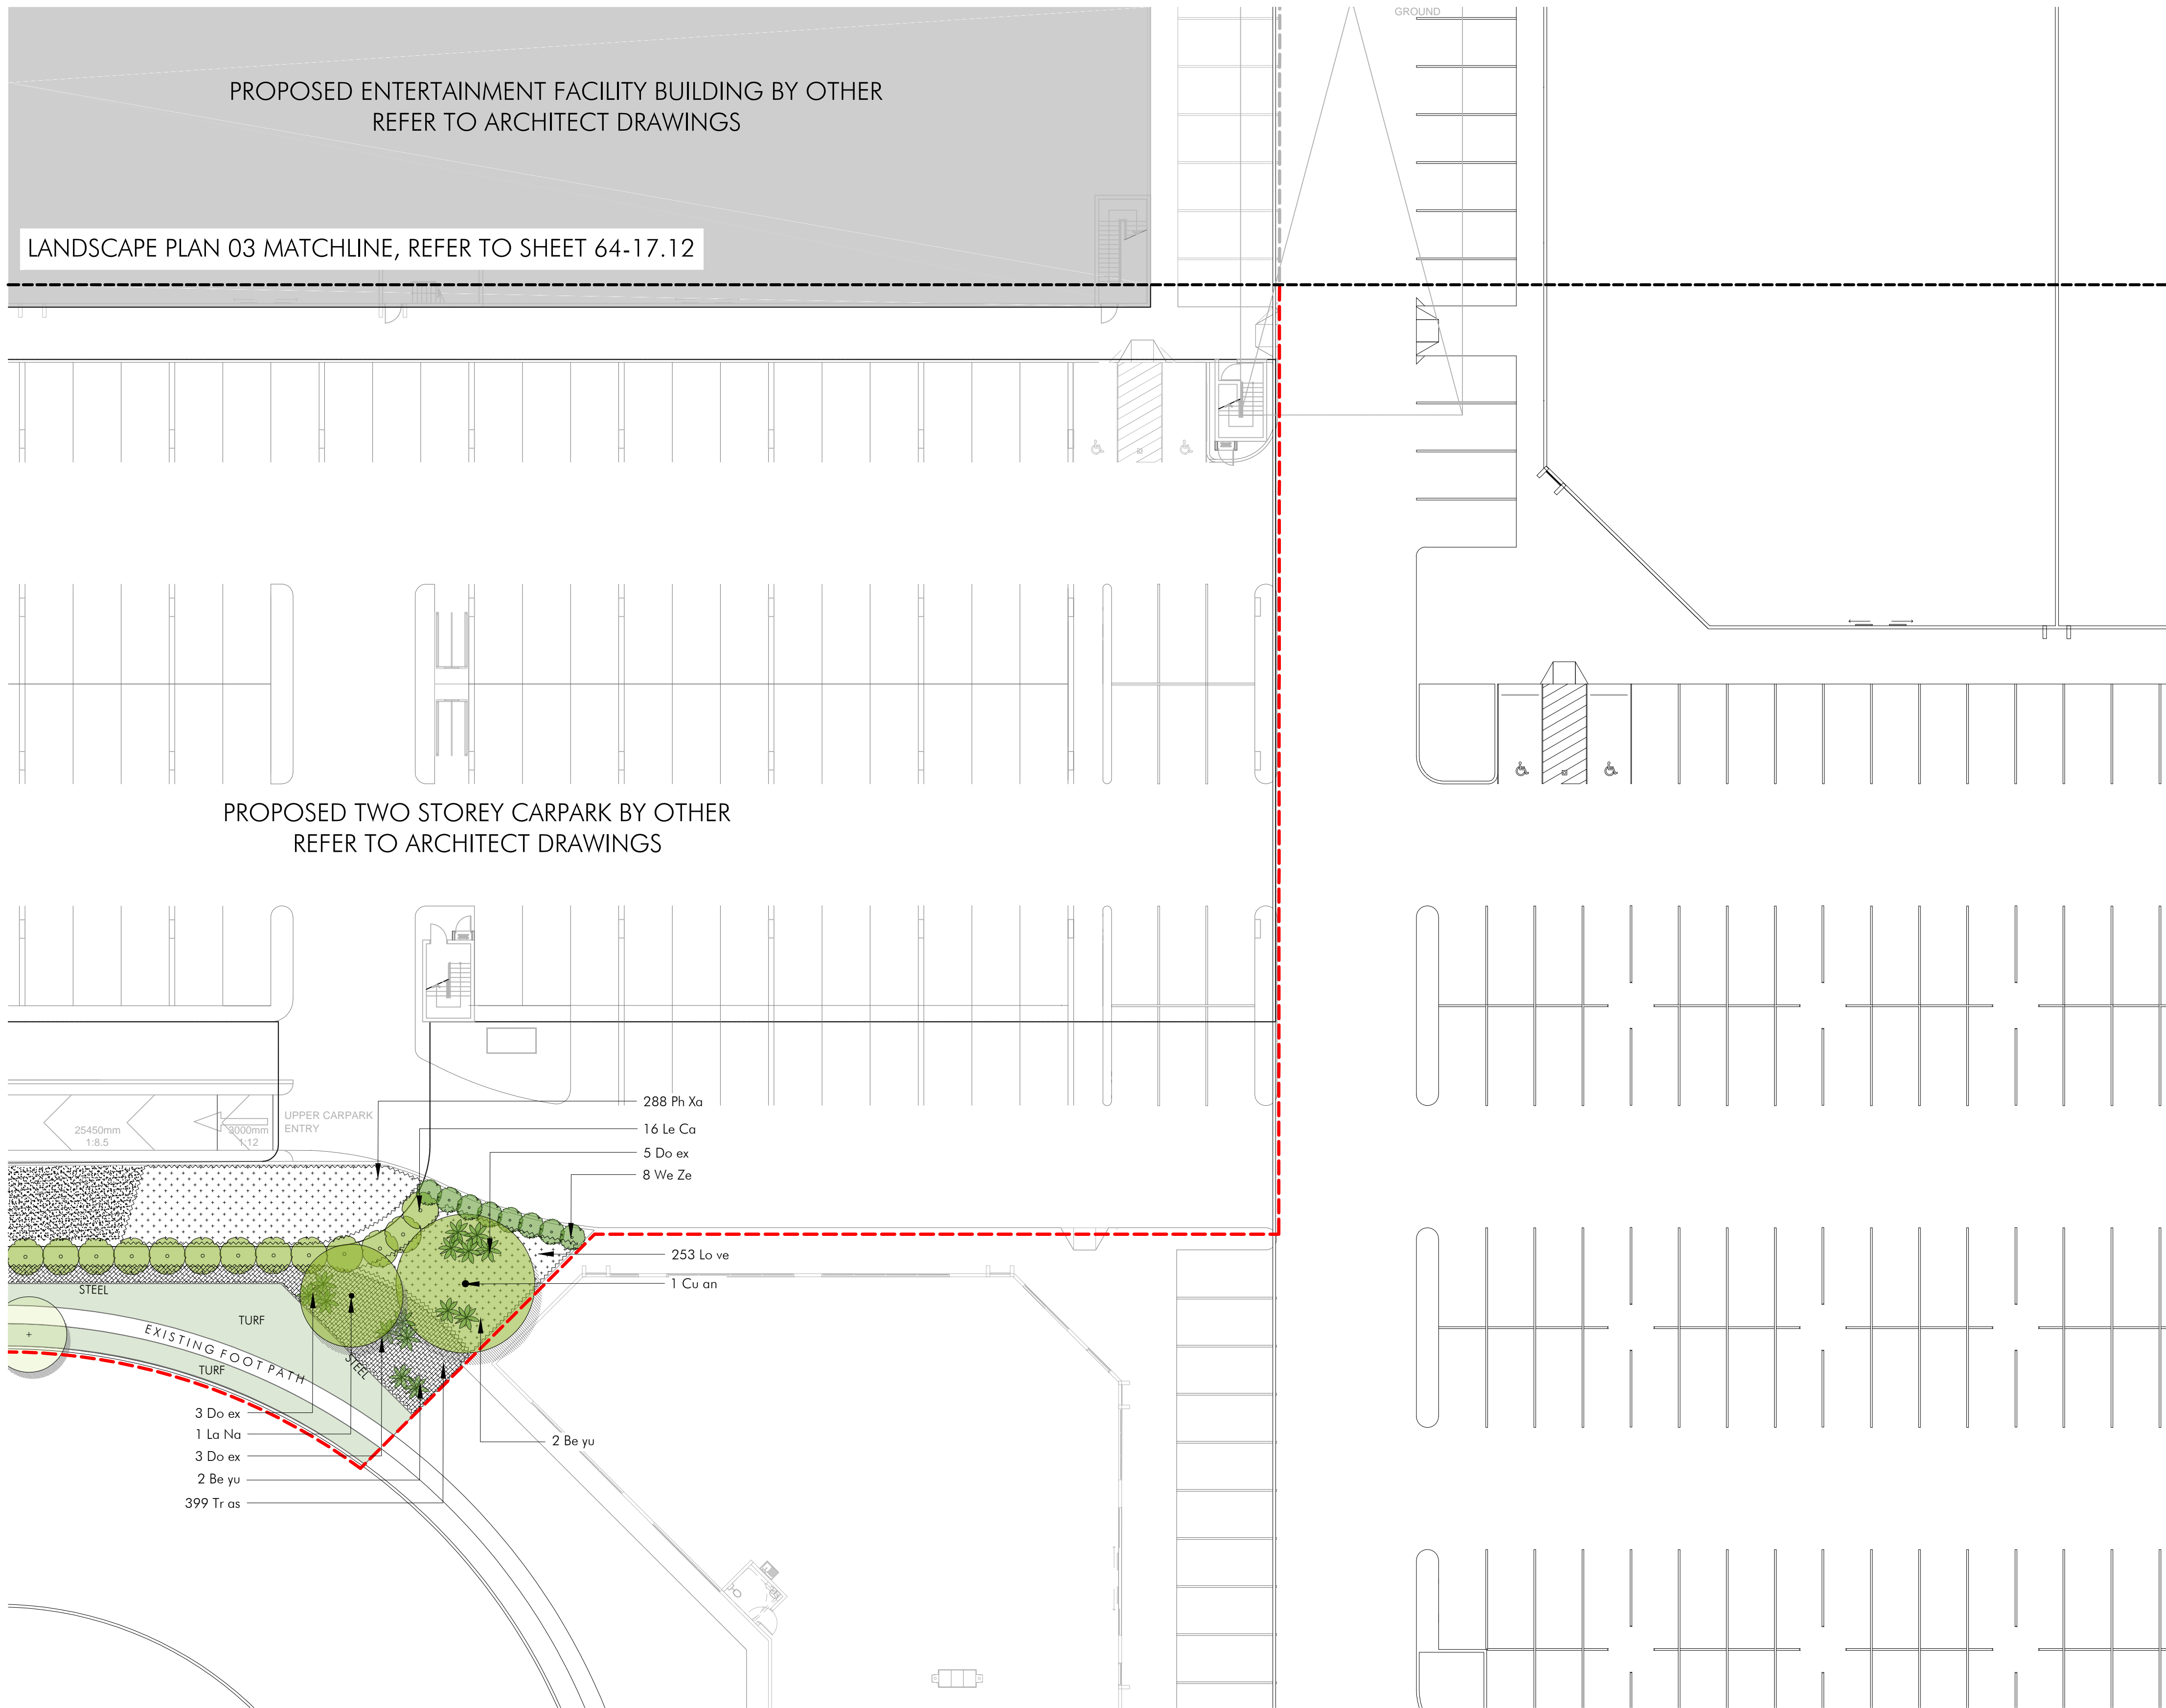 GROUND
PROPOSED ENTERTAINMENT FACILITY BUILDING BY OTHER
REFER TO ARCHITECT DRAWINGS
LANDSCAPE PLAN 03 MATCHLINE, REFER TO SHEET 64-17.12
PROPOSED TWO STOREY CARPARK BY OTHER
REFER TO ARCHITECT DRAWINGS
288 Ph Xa
16 Le Ca
5 Do ex
8 We Ze
UPPER CARPARK
ENTRY
25450mm
1:8.5
3000mm
1:12
253 Lo ve
1 Cu an
STEEL
TURF
EXISTING FOOT PATH
TURF
STEEL
3 Do ex
1 La Na
3 Do ex
2 Be yu
399 Tr as
2 Be yu